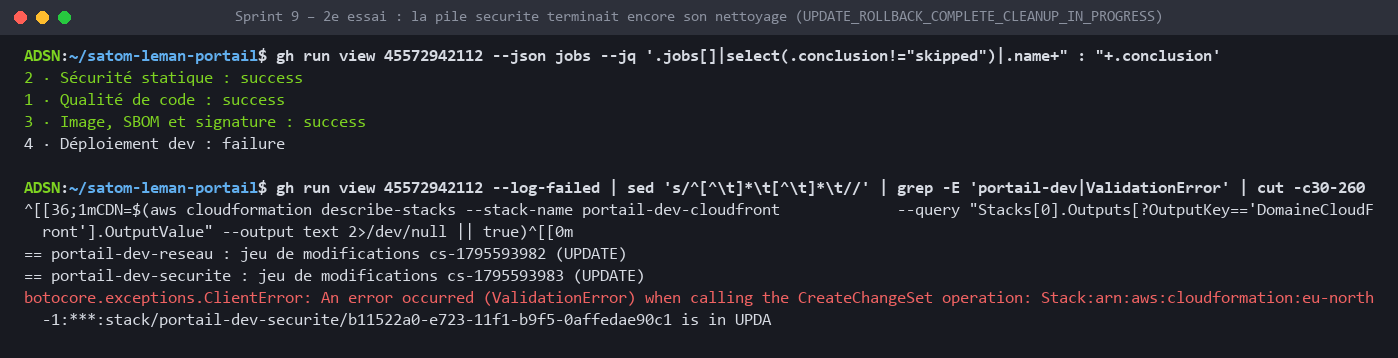 Sprint 9 – 2e essai : la pile securite terminait encore son nettoyage (UPDATE_ROLLBACK_COMPLETE_CLEANUP_IN_PROGRESS)
ADSN:~/satom-leman-portail$ gh run view 45572942112 --json jobs --jq '.jobs[]|select(.conclusion!="skipped")|.name+" : "+.conclusion'
2 · Sécurité statique : success
1 · Qualité de code : success
3 · Image, SBOM et signature : success
4 · Déploiement dev : failure
ADSN:~/satom-leman-portail$ gh run view 45572942112 --log-failed | sed 's/^[^\t]*\t[^\t]*\t//' | grep -E 'portail-dev|ValidationError' | cut -c30-260
^[[36;1mCDN=$(aws cloudformation describe-stacks --stack-name portail-dev-cloudfront             --query "Stacks[0].Outputs[?OutputKey=='DomaineCloudF
ront'].OutputValue" --output text 2>/dev/null || true)^[[0m
== portail-dev-reseau : jeu de modifications cs-1795593982 (UPDATE)
== portail-dev-securite : jeu de modifications cs-1795593983 (UPDATE)
botocore.exceptions.ClientError: An error occurred (ValidationError) when calling the CreateChangeSet operation: Stack:arn:aws:cloudformation:eu-north
-1:***:stack/portail-dev-securite/b11522a0-e723-11f1-b9f5-0affedae90c1 is in UPDA